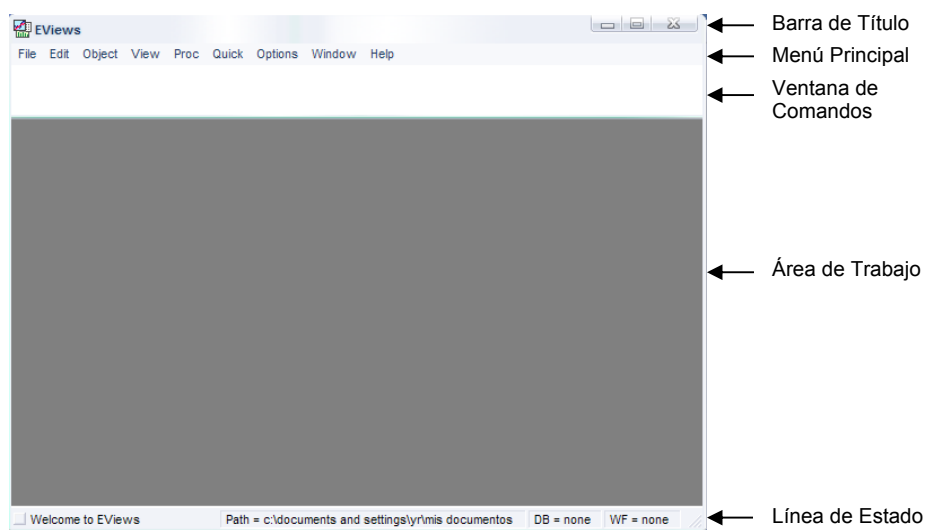 EViews
Barra de Título
File Edit Object View Proc Quick Options Window Help
Menú Principal
Ventana de
Comandos
Área de Trabajo
Welcome to EViews Path = c:\documents and settings\yr\mis documentos DB = none WF = none
Línea de Estado